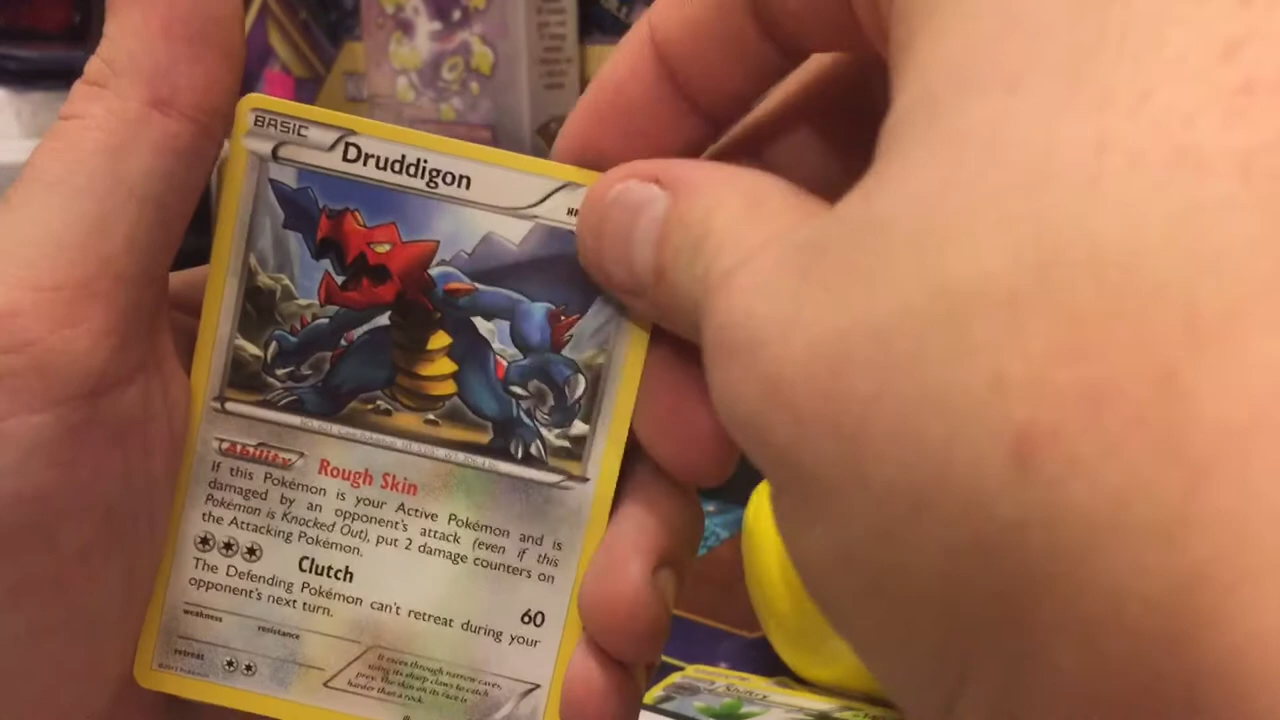 BASIC
Druddigon
Ability Rough Skin
If this Pokémon is your Active Pokémon and is
damaged by an opponent's attack (even if this
Pokémon is Knocked Out), put 2 damage counters on
the Attacking Pokémon.
Clutch
60
The Defending Pokémon can't retreat during your
opponent's next turn.
weakness
resistance
retreat
It races through narrow caves,
using its sharp claws to catch
prey. The skin on its face is
harder than a rock.
Shiftry